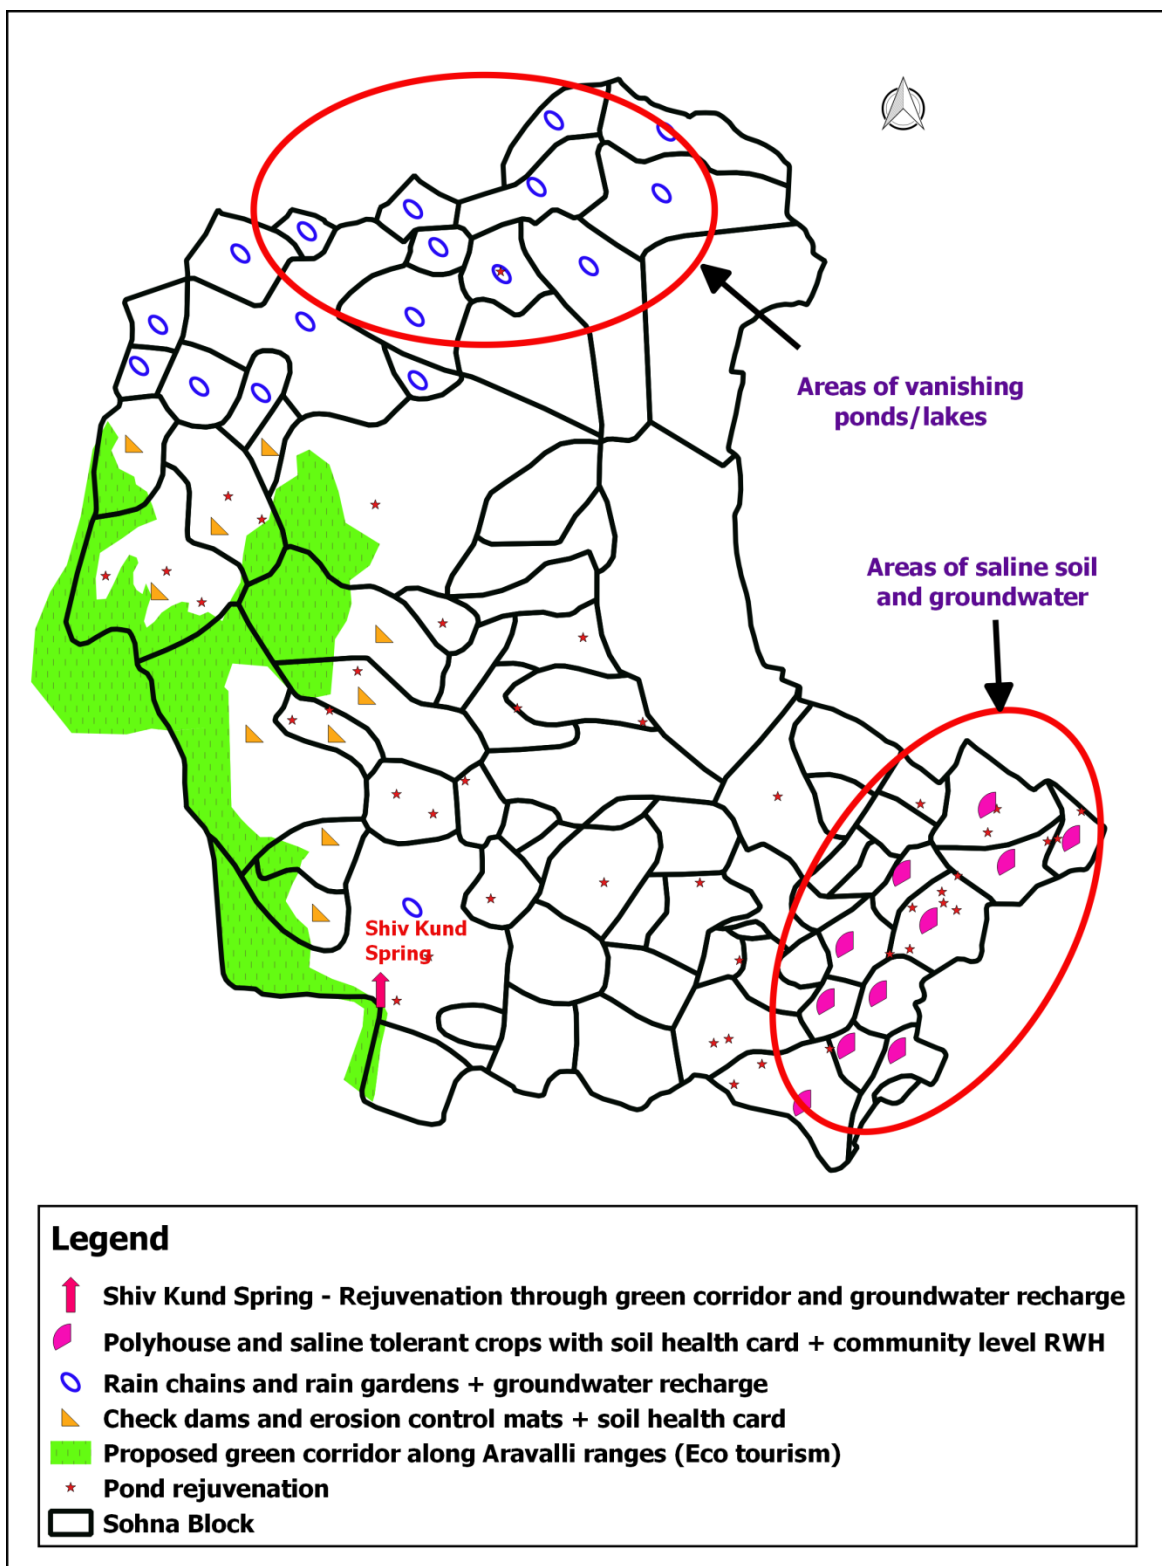 Areas of vanishing
ponds/lakes
Areas of saline soil
and groundwater
Shiv Kund
Spring
Legend
Shiv Kund Spring - Rejuvenation through green corridor and groundwater recharge
Polyhouse and saline tolerant crops with soil health card + community level RWH
Rain chains and rain gardens + groundwater recharge
Check dams and erosion control mats + soil health card
Proposed green corridor along Aravalli ranges (Eco tourism)
Pond rejuvenation
Sohna Block